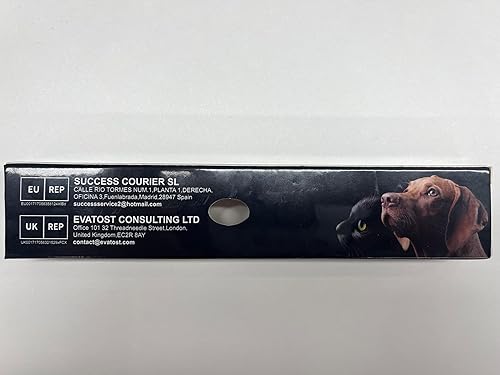 EU REP
SUCCESS COURIER SL
CALLE RIO TORMES NUM.1,PLANTA 1,DERECHA,
OFICINA 3,Fuenlabrada,Madrid,28947 Spain
successservice2@hotmail.com
UK REP
EVATOST CONSULTING LTD
Office 101 32 Threadneedle Street,London,
United Kingdom,EC2R 8AY
contact@evatost.com